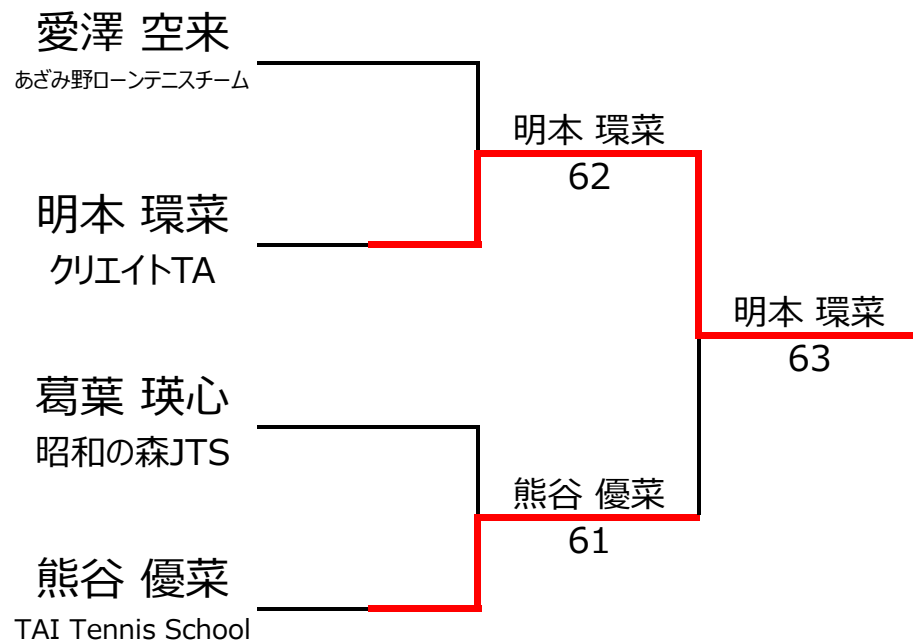 愛澤 空来
あざみ野ローンテニスチーム
明本 環菜
62
明本 環菜
クリエイトTA
明本 環菜
63
葛葉 瑛心
昭和の森JTS
熊谷 優菜
61
熊谷 優菜
TAI Tennis School